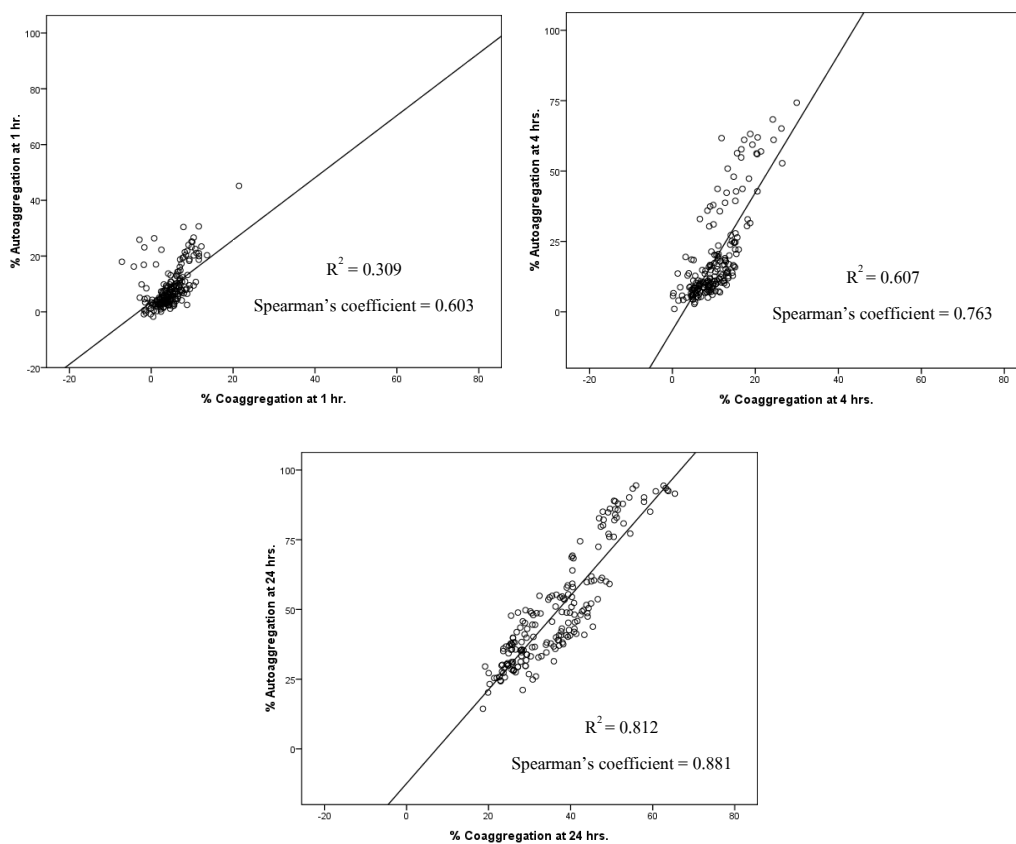 100
80
60
40
20
0
-20
% Autoaggregation at 1 hr.
R² = 0.309
Spearman's coefficient = 0.603
-20 0 20 40 60 80
% Coaggregation at 1 hr.
100
75
50
25
0
% Autoaggregation at 4 hrs.
R² = 0.607
Spearman's coefficient = 0.763
-20 0 20 40 60 80
% Coaggregation at 4 hrs.
100
75
50
25
0
% Autoaggregation at 24 hrs.
R² = 0.812
Spearman's coefficient = 0.881
-20 0 20 40 60 80
% Coaggregation at 24 hrs.